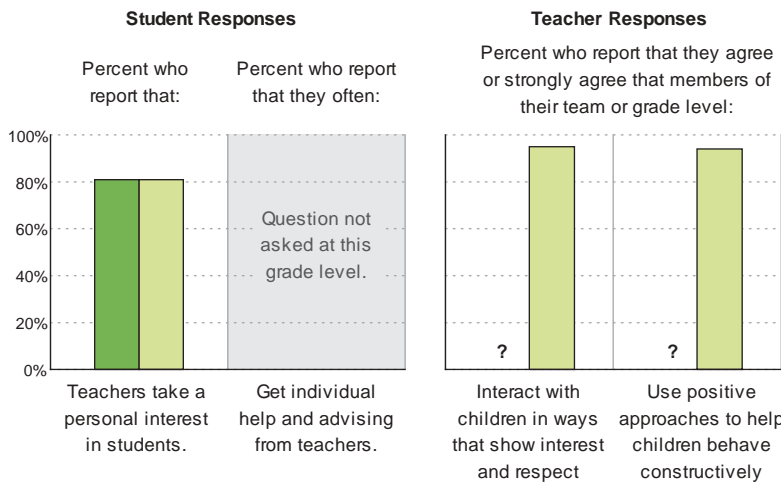 Student Responses
Percent who
report that:
Percent who report
that they often:
100%
80%
60%
40%
20%
0%
Question not
asked at this
grade level.
Teachers take a
personal interest
in students.
Get individual
help and advising
from teachers.
Teacher Responses
Percent who report that they agree
or strongly agree that members of
their team or grade level:
?
?
Interact with
children in ways
that show interest
and respect
Use positive
approaches to help
children behave
constructively